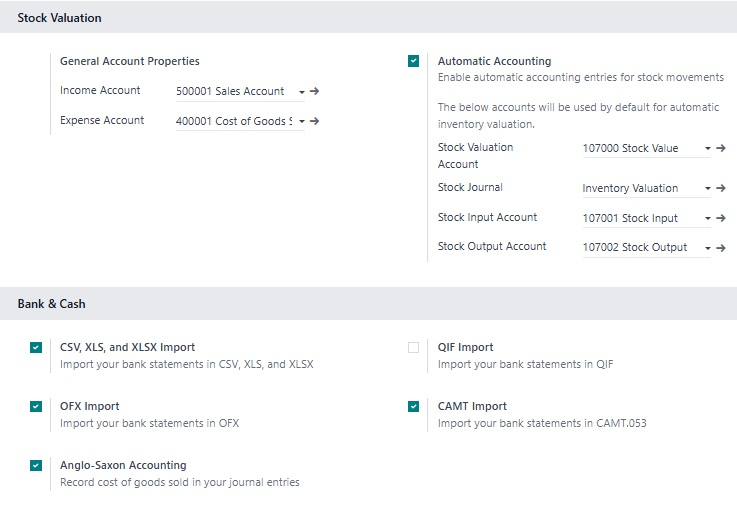 Stock Valuation
General Account Properties
Income Account 500001 Sales Account
Expense Account 400001 Cost of Goods S
Automatic Accounting
Enable automatic accounting entries for stock movements
The below accounts will be used by default for automatic
inventory valuation.
Stock Valuation
Account 107000 Stock Value
Stock Journal Inventory Valuation
Stock Input Account 107001 Stock Input
Stock Output Account 107002 Stock Output
Bank & Cash
CSV, XLS, and XLSX Import
Import your bank statements in CSV, XLS, and XLSX
QIF Import
Import your bank statements in QIF
OFX Import
Import your bank statements in OFX
CAMT Import
Import your bank statements in CAMT.053
Anglo-Saxon Accounting
Record cost of goods sold in your journal entries